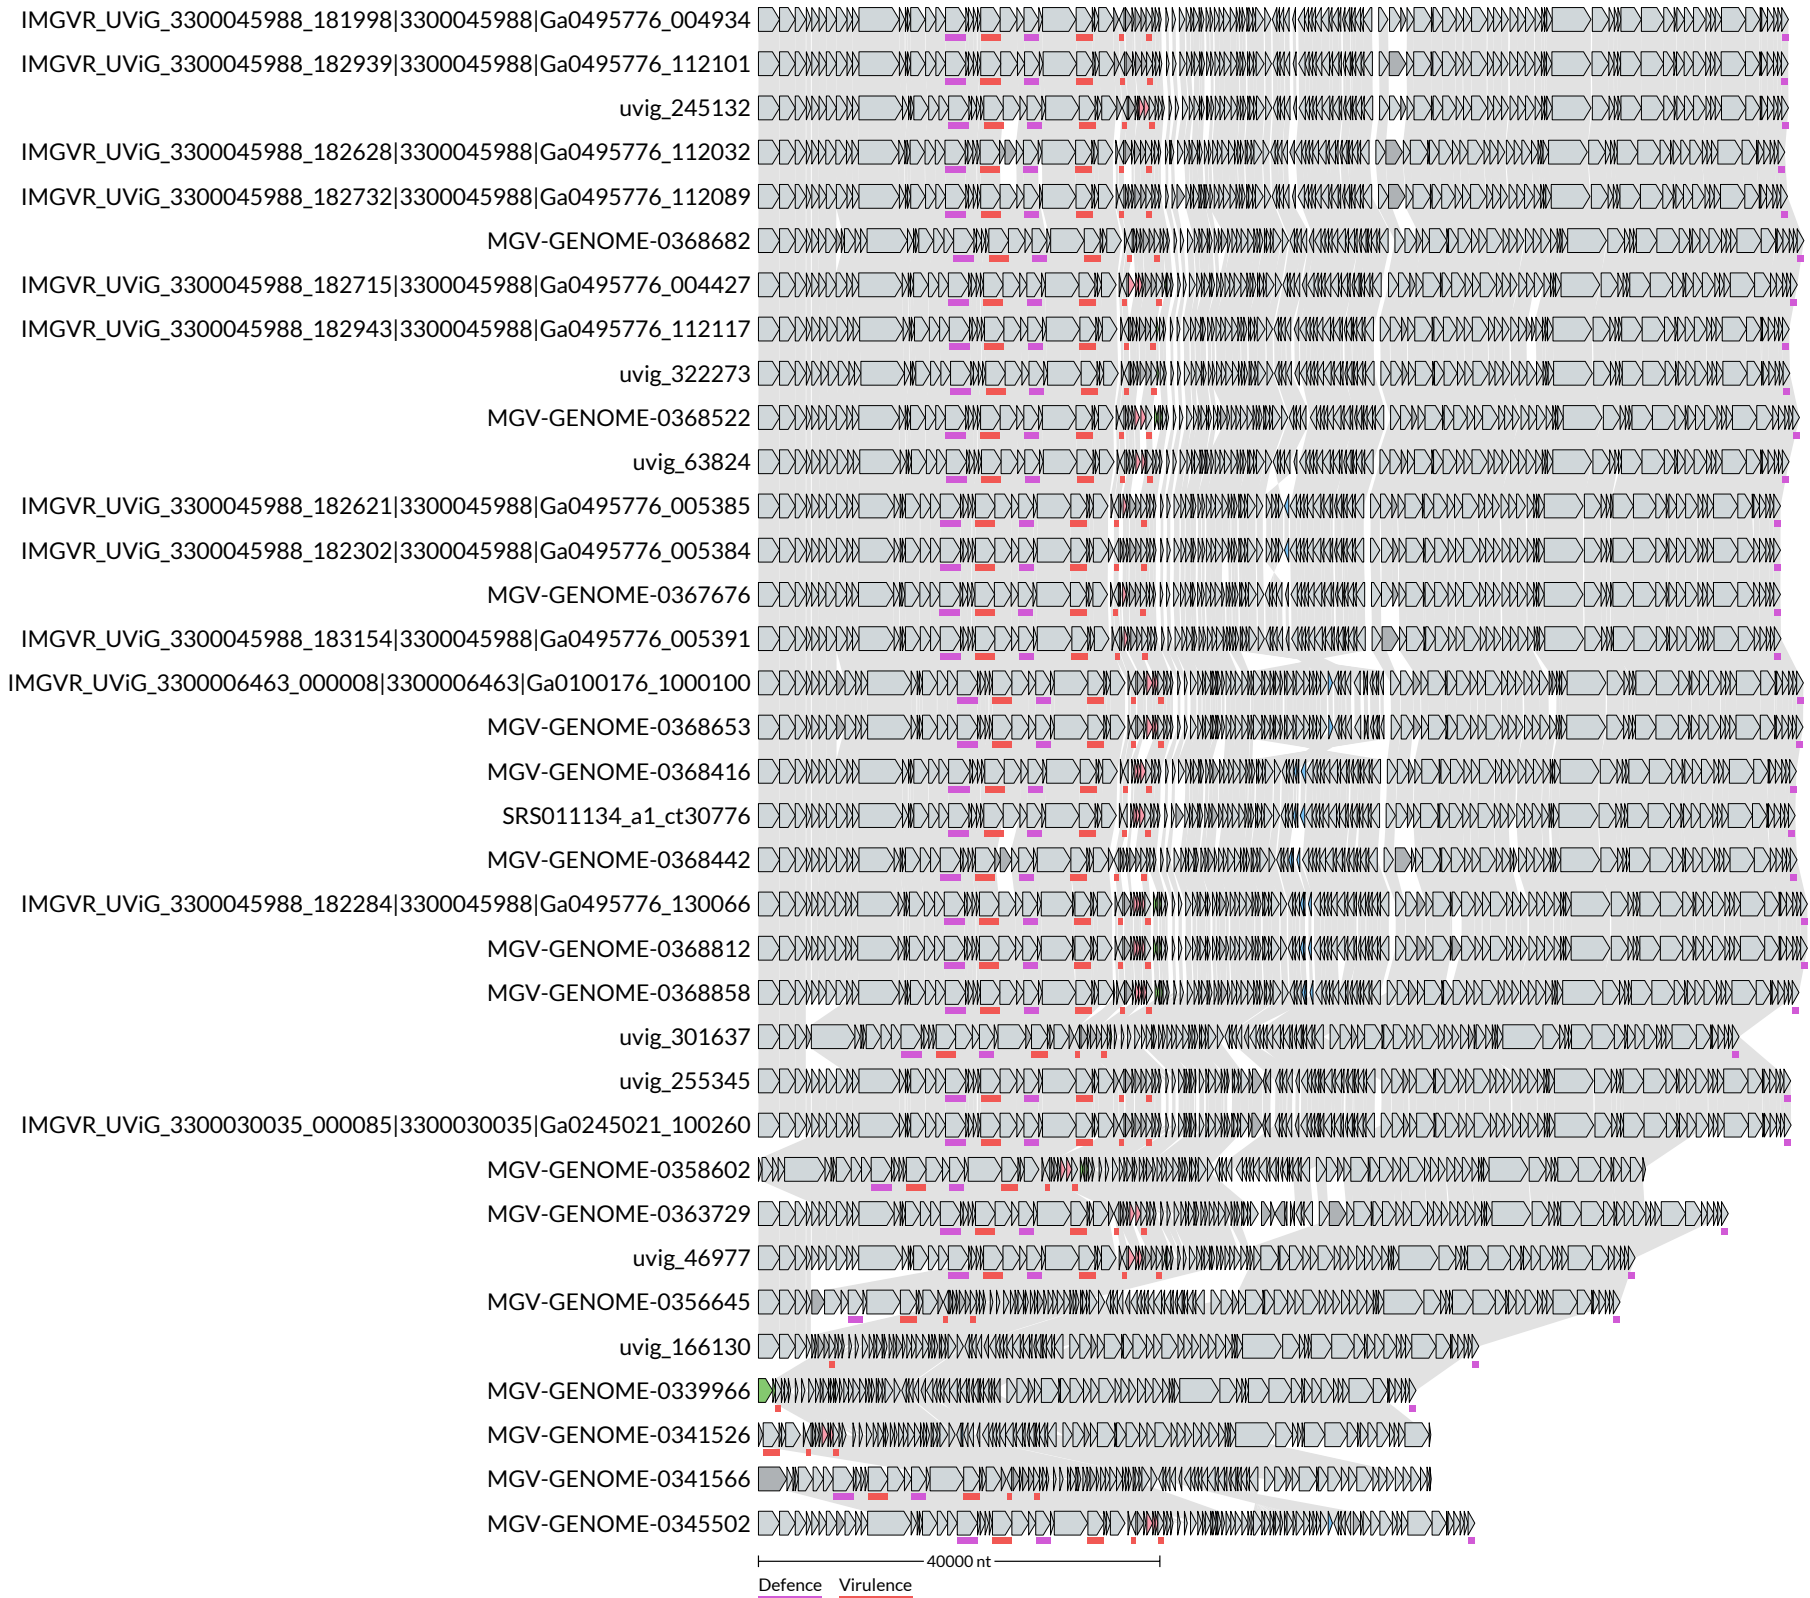 IMGVR_UViG_3300045988_181998|3300045988|Ga0495776_004934
IMGVR_UViG_3300045988_182939|3300045988|Ga0495776_112101
uvig_245132
IMGVR_UViG_3300045988_182628|3300045988|Ga0495776_112032
IMGVR_UViG_3300045988_182732|3300045988|Ga0495776_112089
MGV-GENOME-0368682
IMGVR_UViG_3300045988_182715|3300045988|Ga0495776_004427
IMGVR_UViG_3300045988_182943|3300045988|Ga0495776_112117
uvig_322273
MGV-GENOME-0368522
uvig_63824
IMGVR_UViG_3300045988_182621|3300045988|Ga0495776_005385
IMGVR_UViG_3300045988_182302|3300045988|Ga0495776_005384
MGV-GENOME-0367676
IMGVR_UViG_3300045988_183154|3300045988|Ga0495776_005391
IMGVR_UViG_3300006463_000008|3300006463|Ga0100176_1000100
MGV-GENOME-0368653
MGV-GENOME-0368416
SRS011134_a1_ct30776
MGV-GENOME-0368442
IMGVR_UViG_3300045988_182284|3300045988|Ga0495776_130066
MGV-GENOME-0368812
MGV-GENOME-0368858
uvig_301637
uvig_255345
IMGVR_UViG_3300030035_000085|3300030035|Ga0245021_100260
MGV-GENOME-0358602
MGV-GENOME-0363729
uvig_46977
MGV-GENOME-0356645
uvig_166130
MGV-GENOME-0339966
MGV-GENOME-0341526
MGV-GENOME-0341566
MGV-GENOME-0345502
40000 nt
Defence Virulence